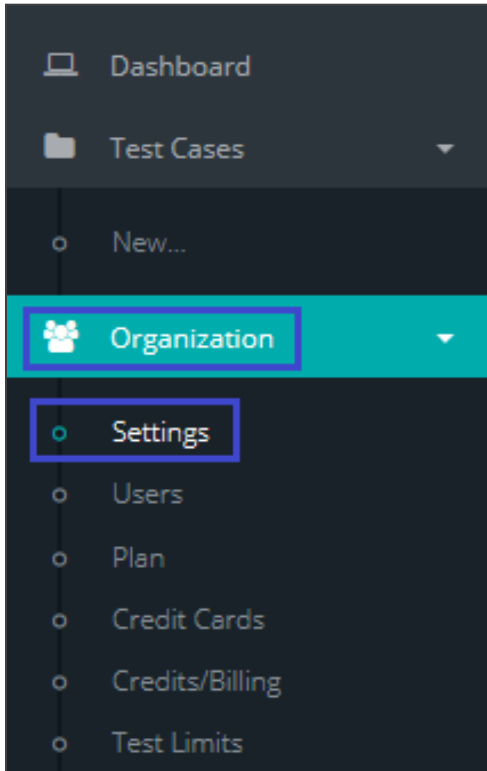 Dashboard
Test Cases
New...
Organization
Settings
Users
Plan
Credit Cards
Credits/Billing
Test Limits